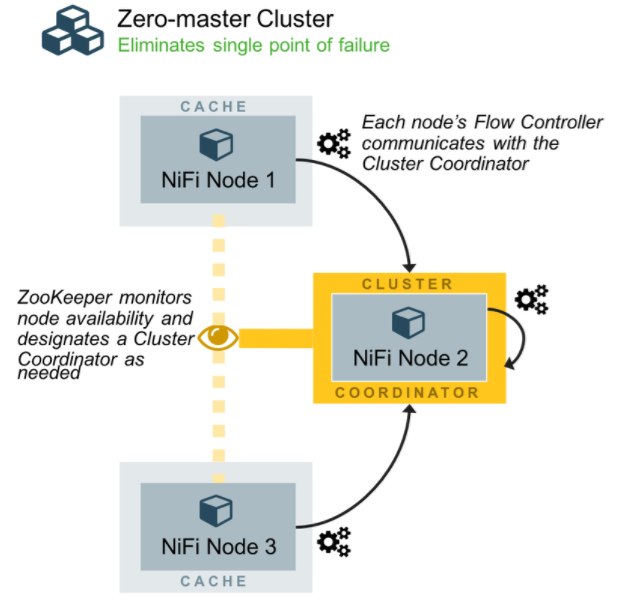 Zero-master Cluster
Eliminates single point of failure
CACHE
NiFi Node 1
Each node's Flow Controller
communicates with the
Cluster Coordinator
CLUSTER
NiFi Node 2
COORDINATOR
ZooKeeper monitors
node availability and
designates a Cluster
Coordinator as
needed
NiFi Node 3
CACHE